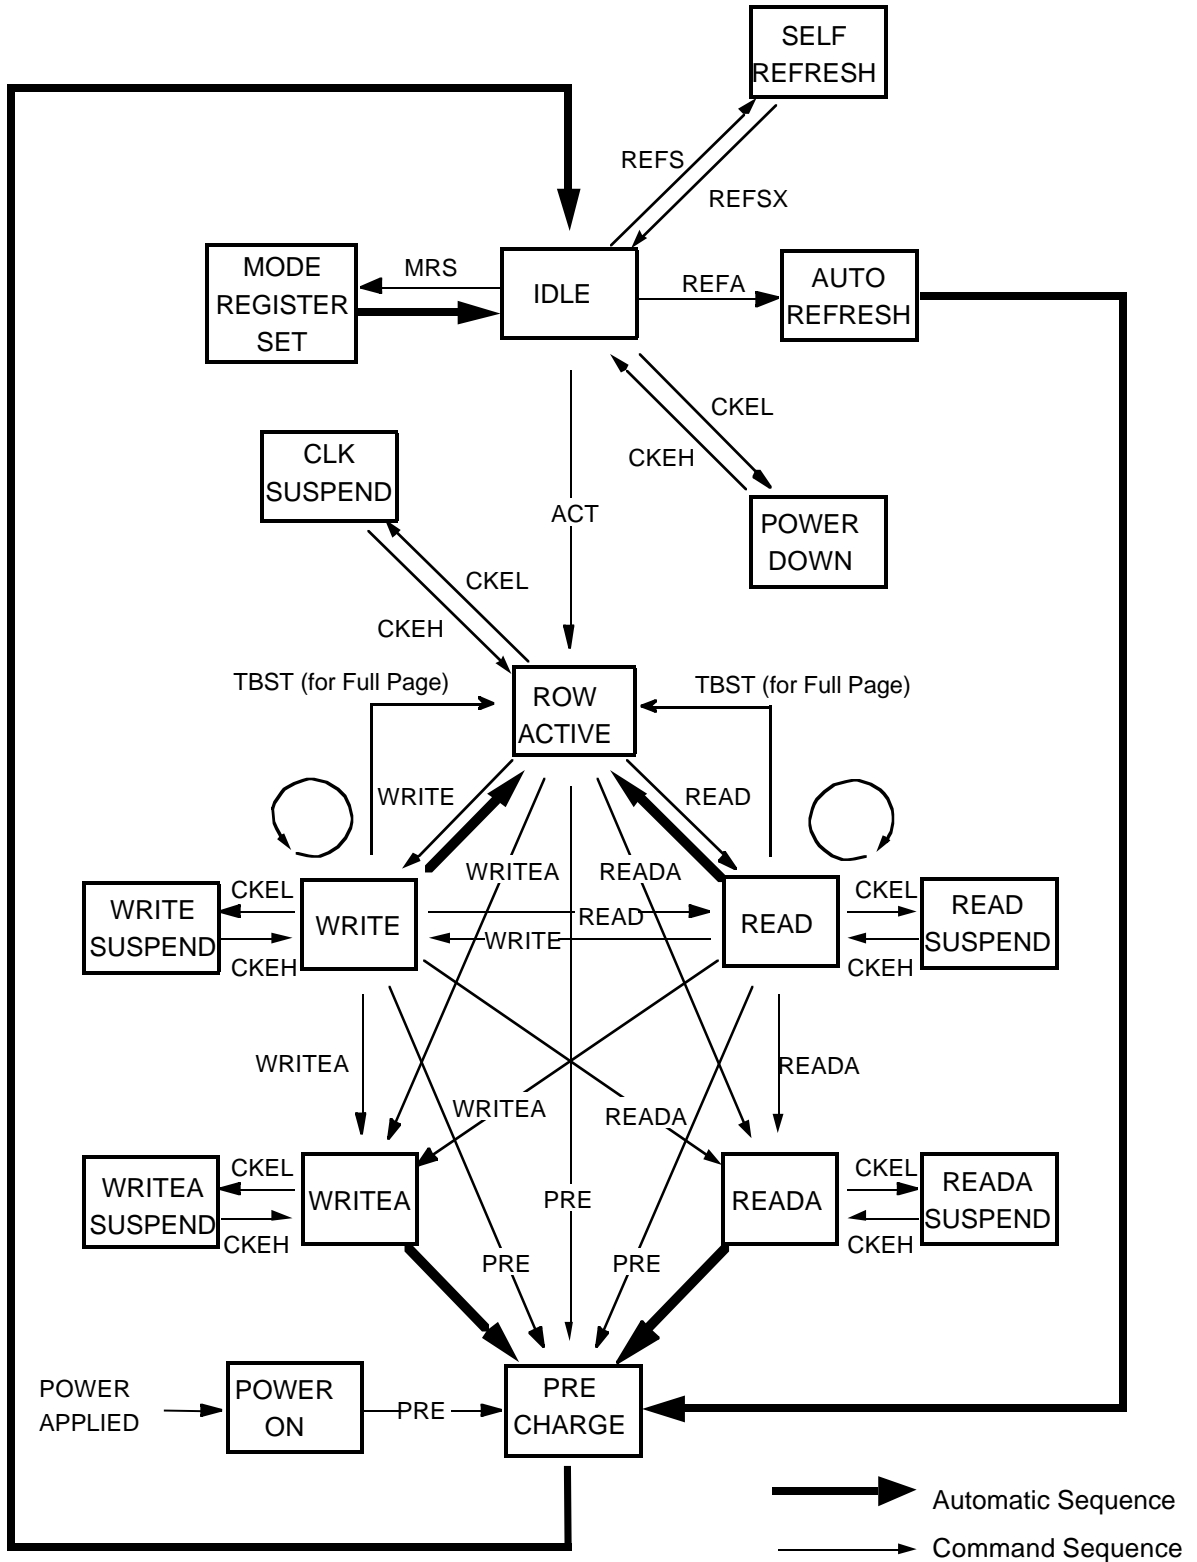 SELF
REFRESH
REFS
REFSX
MODE
REGISTER
SET
MRS
IDLE
REFA
AUTO
REFRESH
CKEL
CKEH
CLK
SUSPEND
ACT
POWER
DOWN
CKEL
CKEH
TBST (for Full Page)
ROW
ACTIVE
TBST (for Full Page)
WRITE
READ
WRITEA
READA
WRITE
SUSPEND
CKEL
CKEH
WRITE
READ
WRITE
READ
CKEL
CKEH
READ
SUSPEND
WRITEA
READA
WRITEA
READA
WRITEA
SUSPEND
CKEL
CKEH
WRITEA
PRE
READA
CKEL
CKEH
READA
SUSPEND
PRE
PRE
POWER
APPLIED
POWER
ON
PRE
PRE
CHARGE
Automatic Sequence
Command Sequence